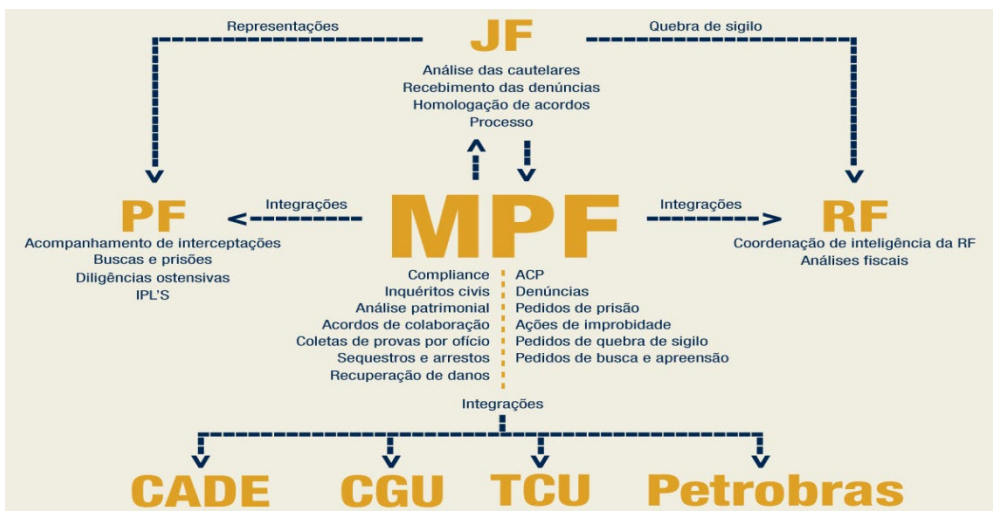 Representações
JF
Quebra de sigilo
Análise das cautelares
Recebimento das denúncias
Homologação de acordos
Processo
PF
Integrações
MPF
Integrações
RF
Acompanhamento de interceptações
Buscas e prisões
Diligências ostensivas
IPL'S
Coordenação de inteligência da RF
Análises fiscais
Compliance
Inquéritos civis
Análise patrimonial
Acordos de colaboração
Coletas de provas por ofício
Sequestros e arrestos
Recuperação de danos
ACP
Denúncias
Pedidos de prisão
Ações de improbidade
Pedidos de quebra de sigilo
Pedidos de busca e apreensão
Integrações
CADE
CGU
TCU
Petrobras